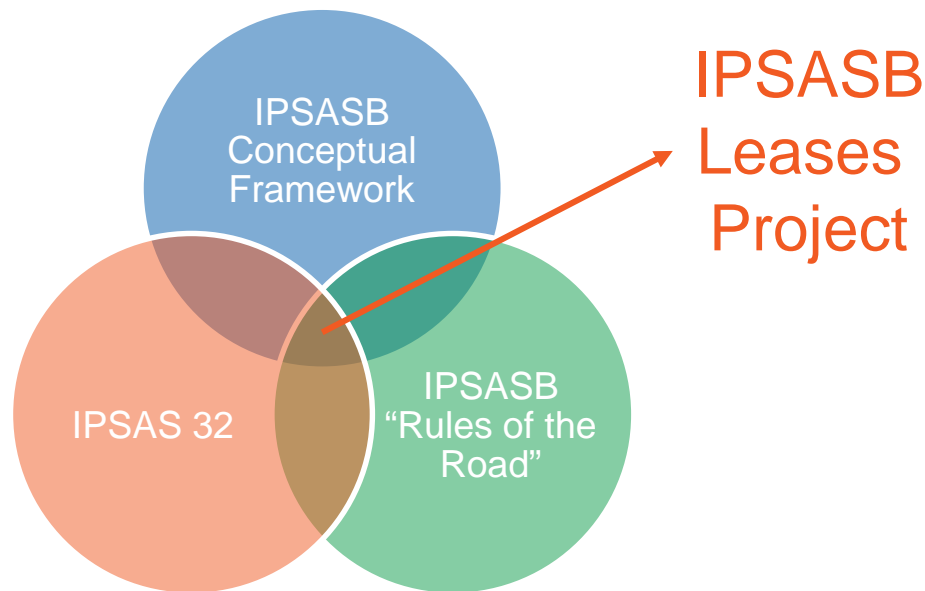 IPSASB
Conceptual
Framework
IPSASB
Leases
Project
IPSAS 32
IPSASB
“Rules of the
Road”